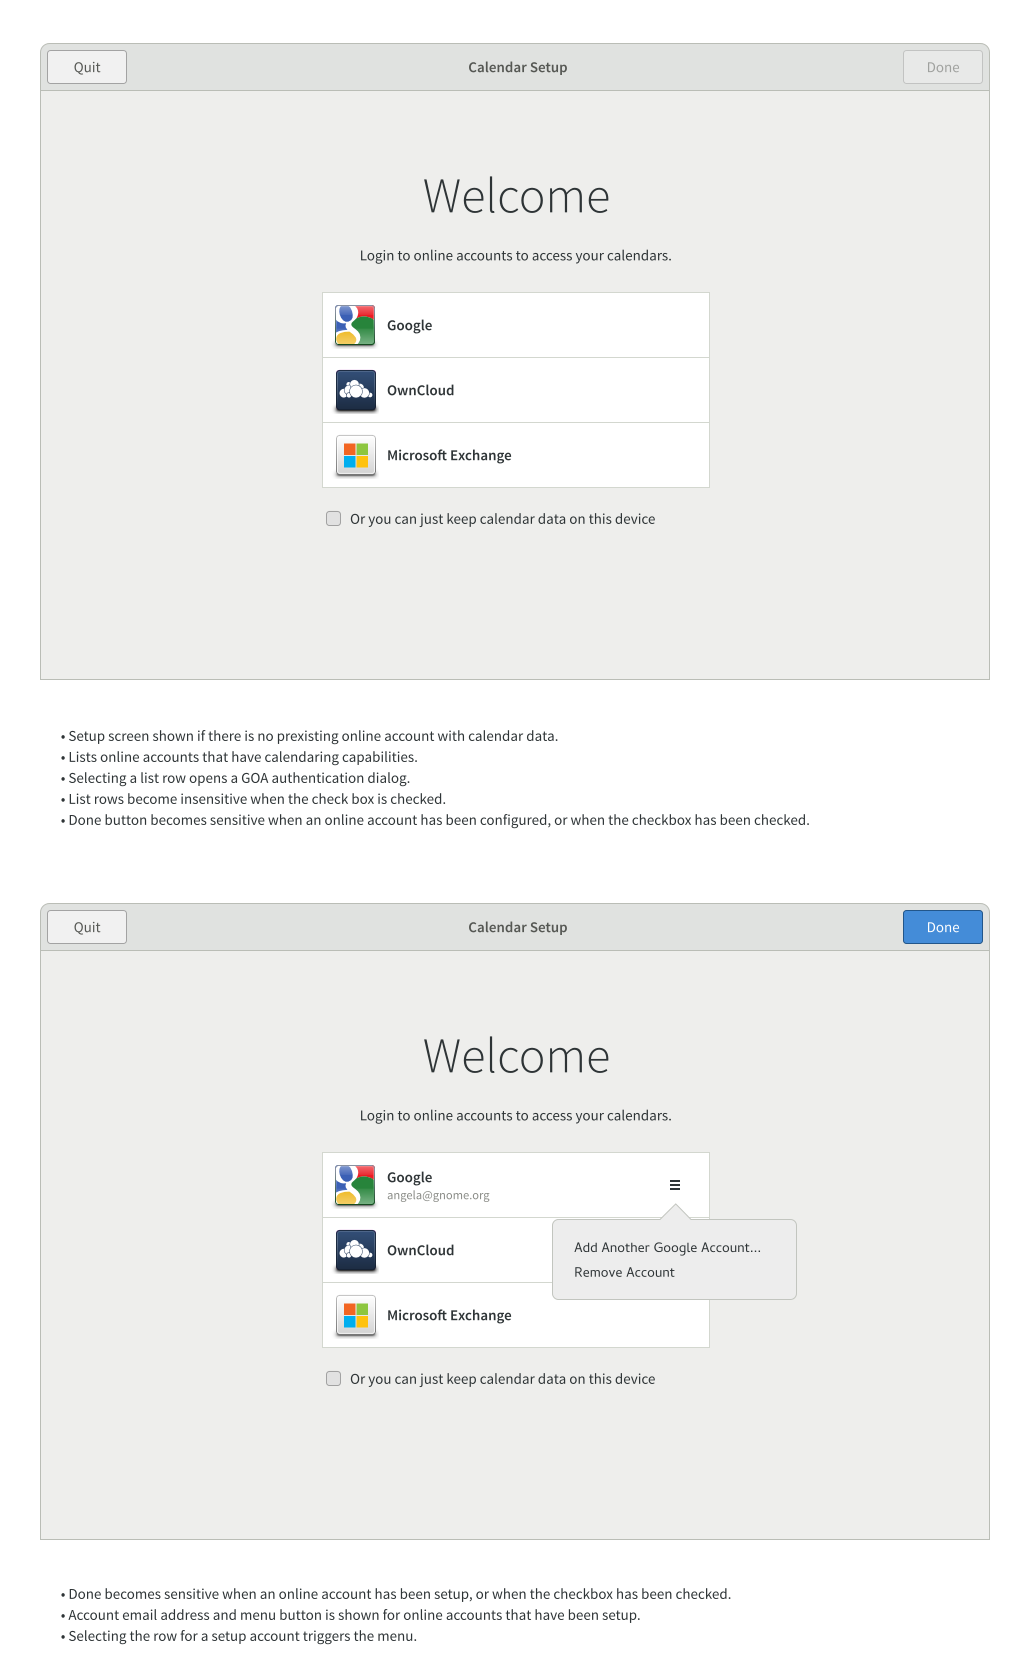 Quit
Calendar Setup
Done
Welcome
Login to online accounts to access your calendars.
Google
OwnCloud
Microsoft Exchange
Or you can just keep calendar data on this device
• Setup screen shown if there is no prexisting online account with calendar data.
• Lists online accounts that have calendaring capabilities.
• Selecting a list row opens a GOA authentication dialog.
• List rows become insensitive when the check box is checked.
• Done button becomes sensitive when an online account has been configured, or when the checkbox has been checked.
Quit
Calendar Setup
Done
Welcome
Login to online accounts to access your calendars.
Google
angela@gnome.org
OwnCloud
Add Another Google Account...
Remove Account
Microsoft Exchange
Or you can just keep calendar data on this device
• Done becomes sensitive when an online account has been setup, or when the checkbox has been checked.
• Account email address and menu button is shown for online accounts that have been setup.
• Selecting the row for a setup account triggers the menu.